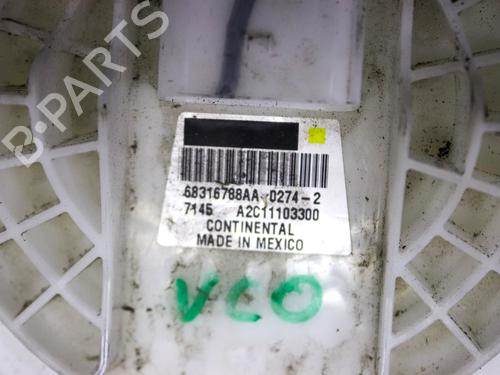 B-PARTS
68316788AA 0274-2
7145 A2C11103300
CONTINENTAL
MADE IN MEXICO
VCO